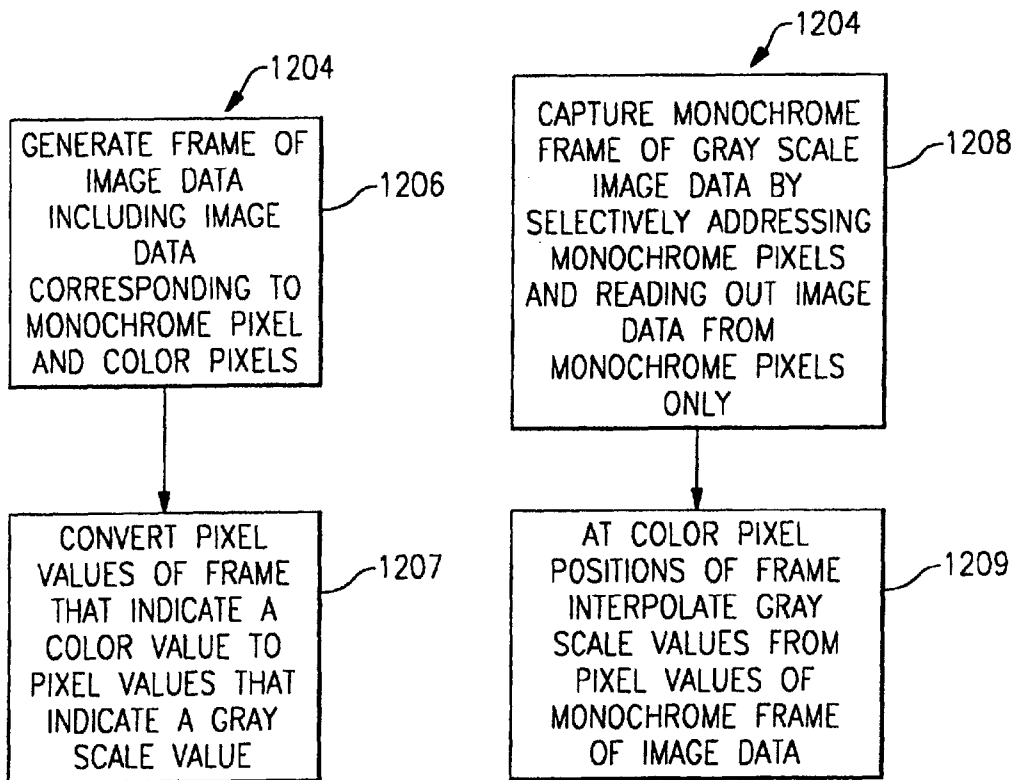 1204
GENERATE FRAME OF
IMAGE DATA
INCLUDING IMAGE
DATA
CORRESPONDING TO
MONOCHROME PIXEL
AND COLOR PIXELS
1206
CONVERT PIXEL
VALUES OF FRAME
THAT INDICATE A
COLOR VALUE TO
PIXEL VALUES THAT
INDICATE A GRAY
SCALE VALUE
1207
1204
CAPTURE MONOCHROME
FRAME OF GRAY SCALE
IMAGE DATA BY
SELECTIVELY ADDRESSING
MONOCHROME PIXELS
AND READING OUT IMAGE
DATA FROM
MONOCHROME PIXELS
ONLY
1208
AT COLOR PIXEL
POSITIONS OF FRAME
INTERPOLATE GRAY
SCALE VALUES FROM
PIXEL VALUES OF
MONOCHROME FRAME
OF IMAGE DATA
1209